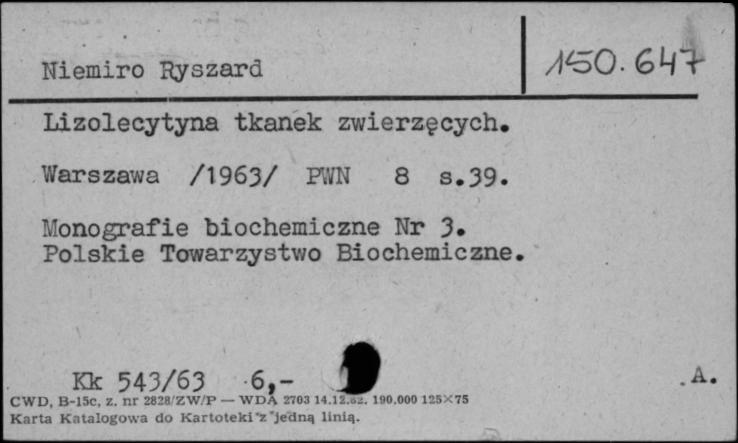 Niemiro Ryszard
150.647
Lizolecytyna tkanek zwierzęcych.
Warszawa /1963/ PWN 8 s.39.
Monografie biochemiczne Nr 3.
Polskie Towarzystwo Biochemiczne.
Kk 543/63 6,- A.
CWD, B-15c, z. nr 2828/ZW/P — WDA 2703 14.12.62. 190.000 125×75
Karta Katalogowa do Kartoteki z jedną linią.